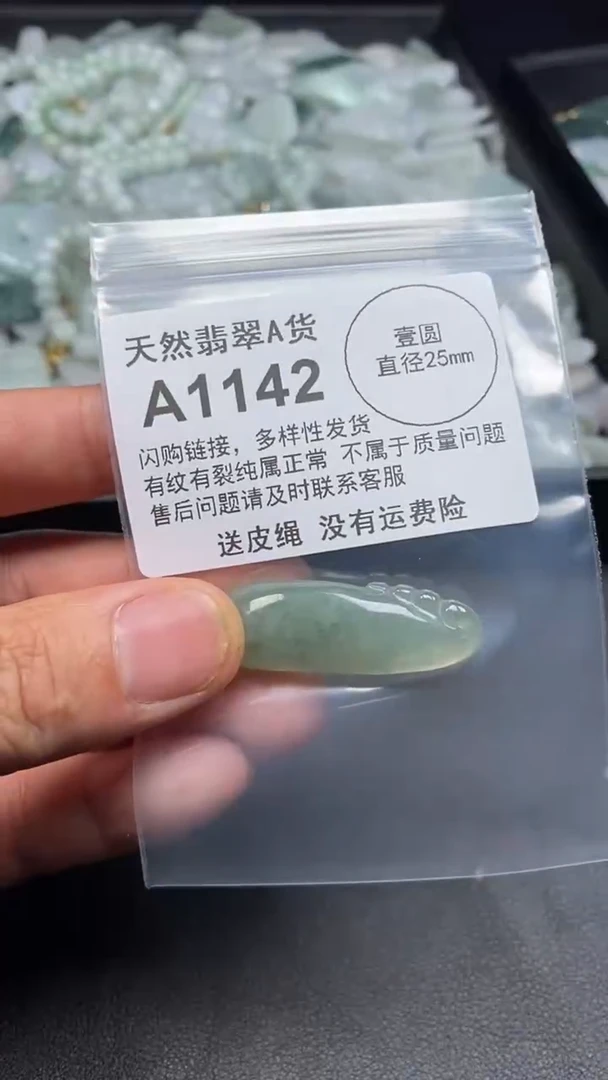 天然翡翠A货
A1142
壹圆
直径25mm
闪购链接，多样性发货
有纹有裂纯属正常 不属于质量问题
售后问题请及时联系客服
送皮绳 没有运费险